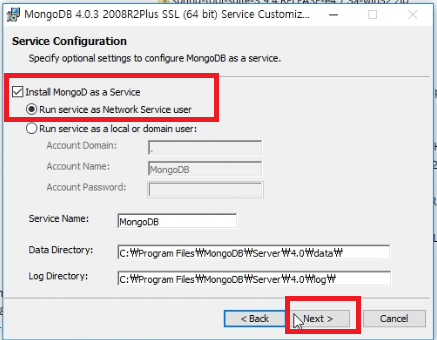 MongoDB 4.0.3 2008R2Plus SSL (64 bit) Service Customiz...
Service Configuration
Specify optional settings to configure MongoDB as a service.
Install MongoD as a Service
Run service as Network Service user
Run service as a local or domain user:
Account Domain:
.
Account Name:
MongoDB
Account Password:
Service Name:
MongoDB
Data Directory:
C:₩Program Files₩MongoDB₩Server₩4.0₩data₩
Log Directory:
C:₩Program Files₩MongoDB₩Server₩4.0₩log₩
< Back
Next >
Cancel